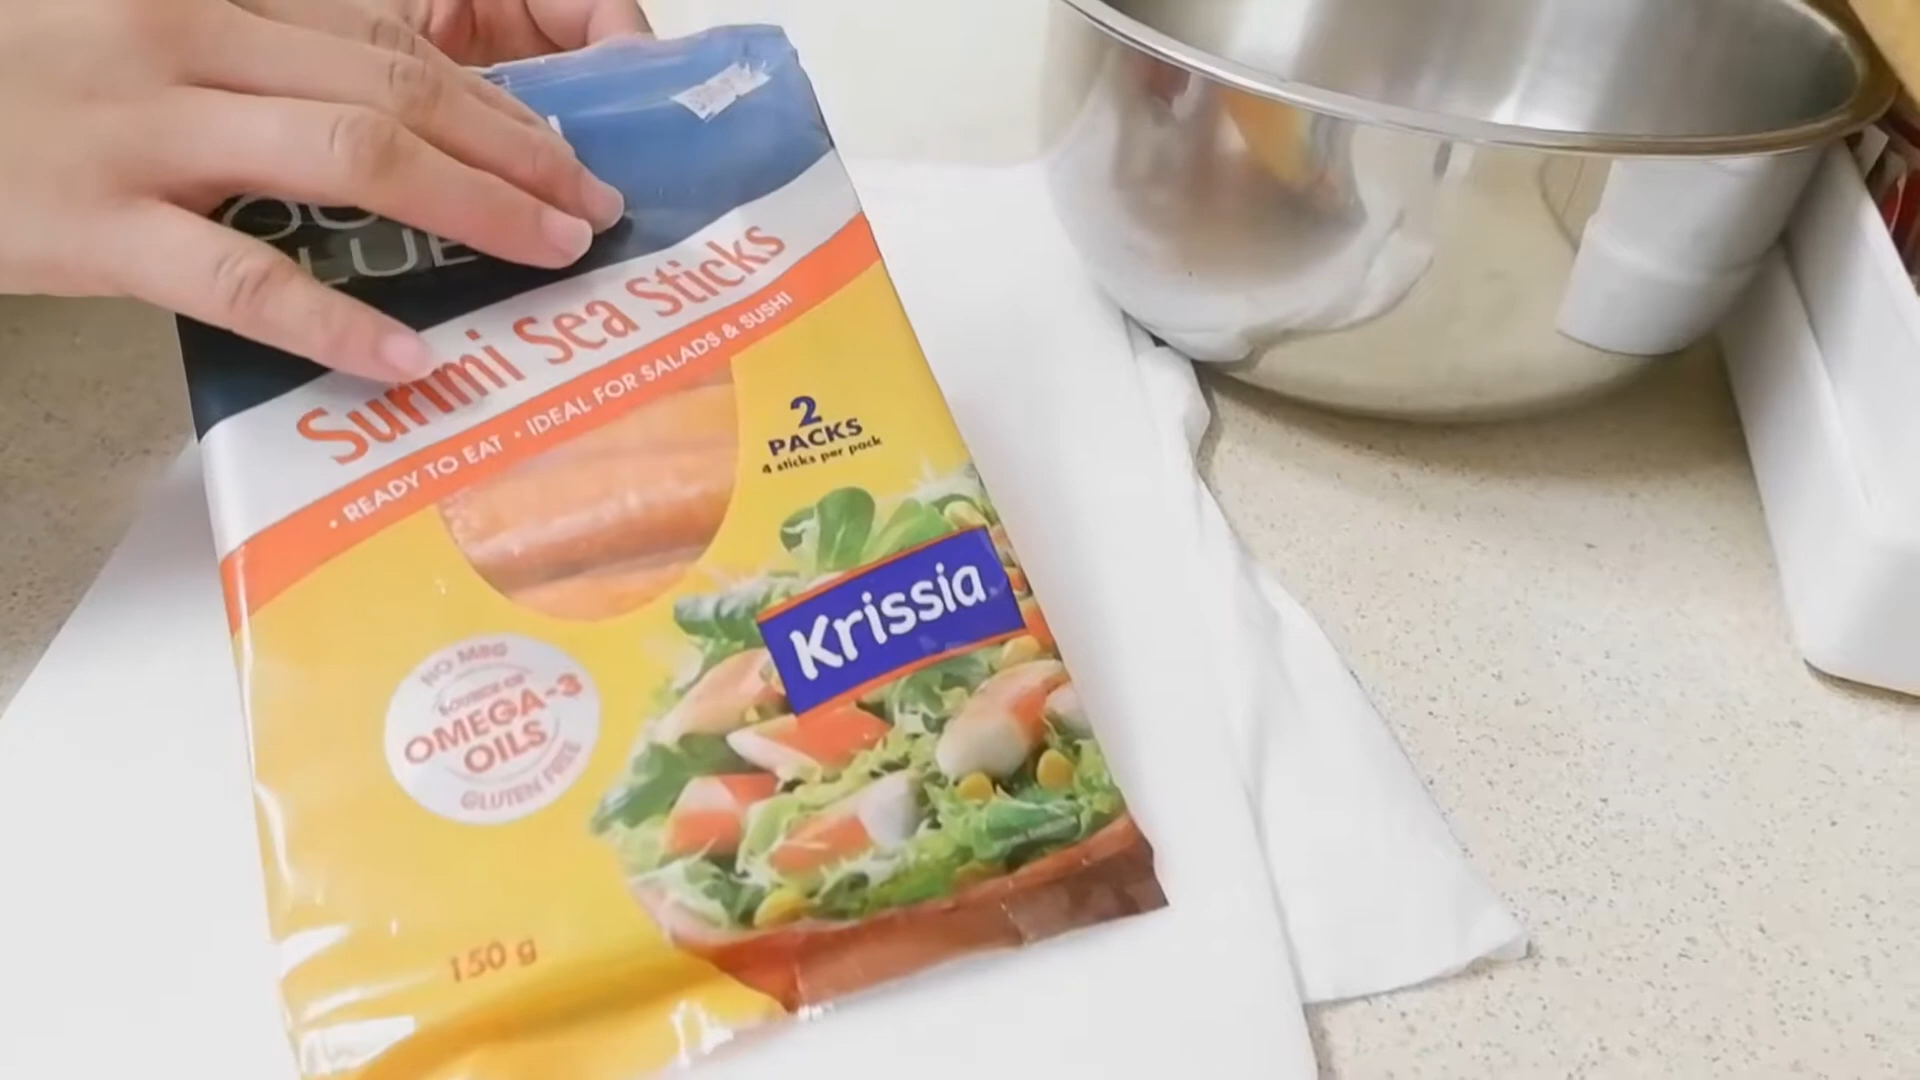 Surimi Sea Sticks
• READY TO EAT • IDEAL FOR SALADS & SUSHI
2
PACKS
4 sticks per pack
Krissia
NO MSG
SOURCE OF
OMEGA-3
OILS
GLUTEN FREE
150 g